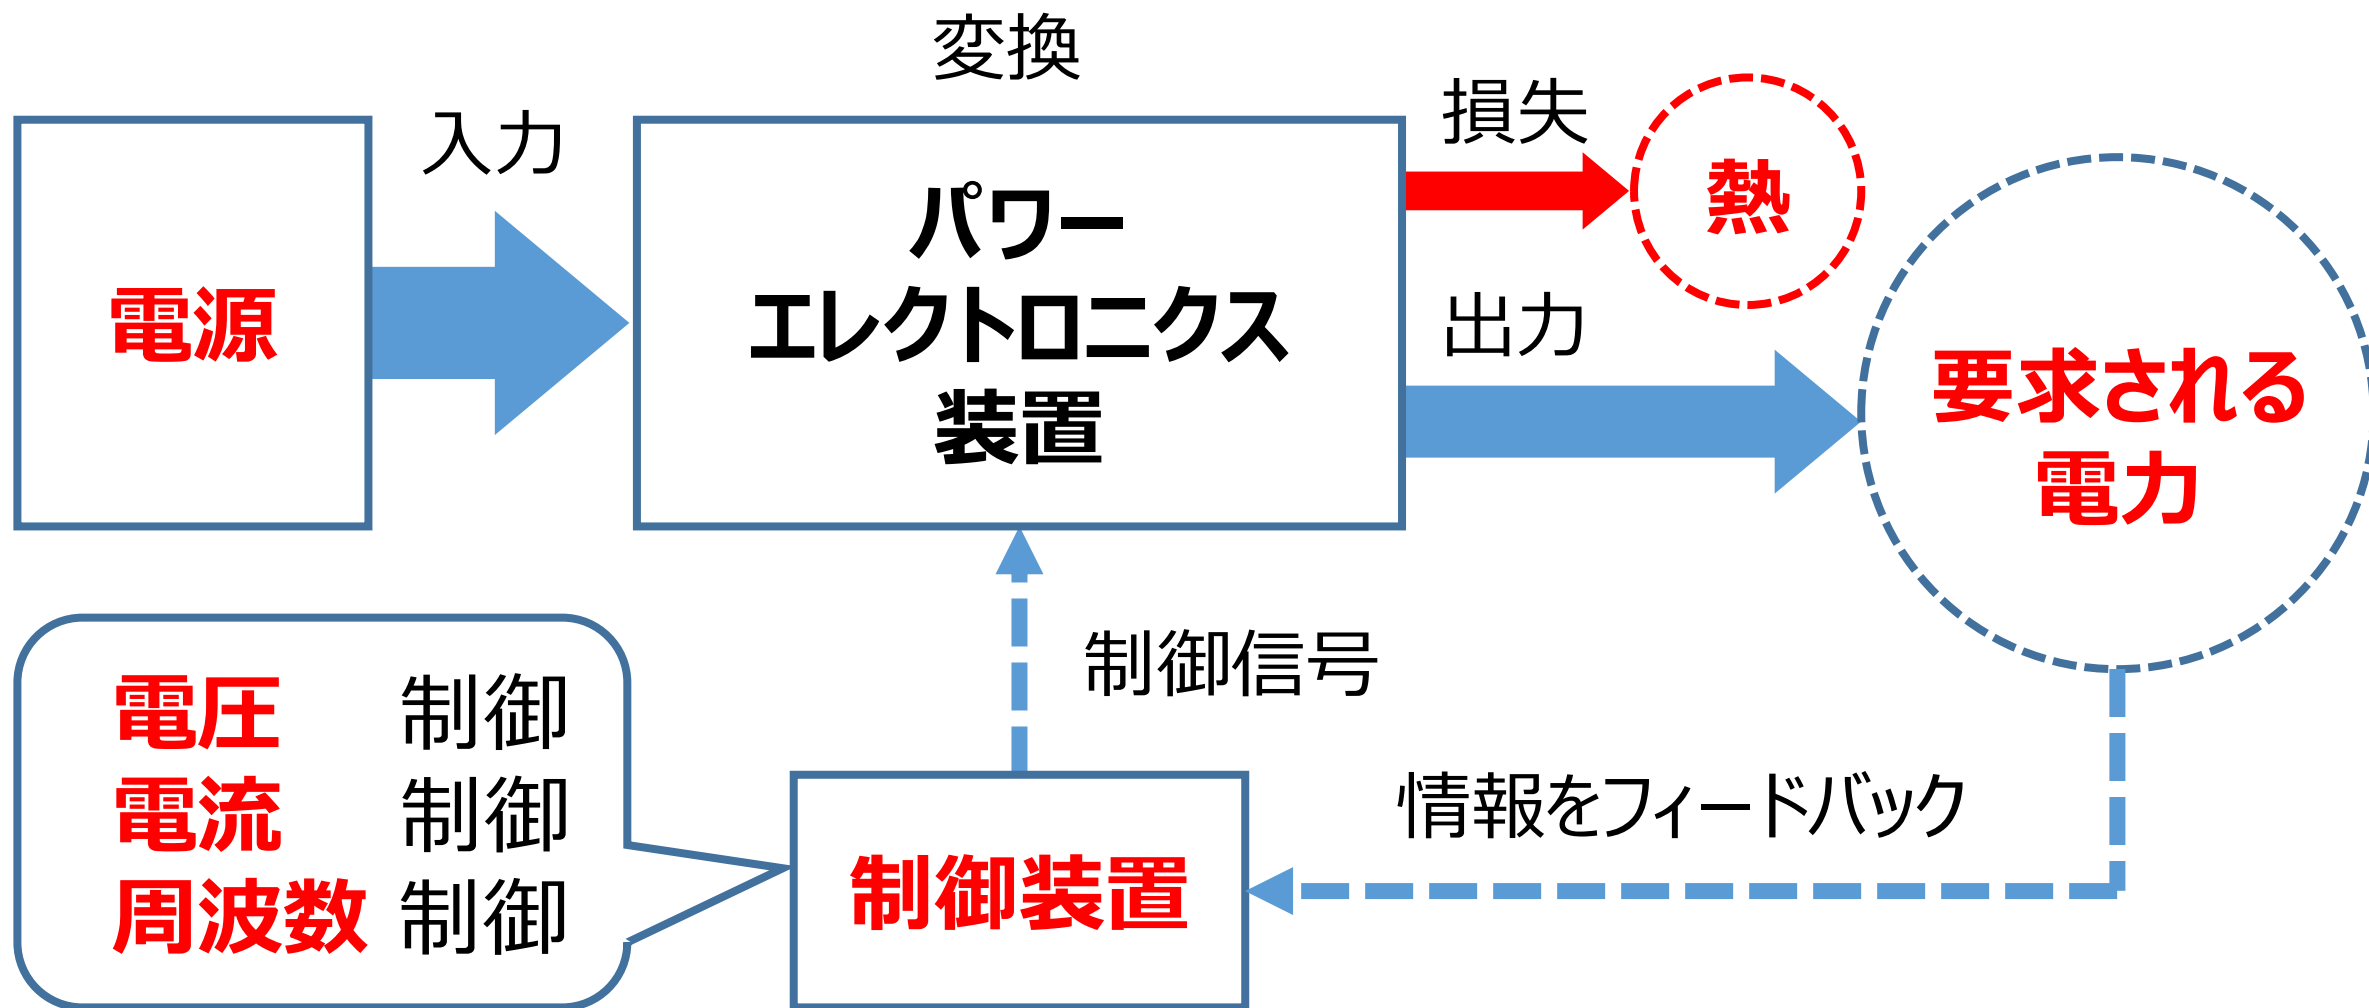 変換
入力
損失
電源
パワー
エレクトロニクス
装置
熱
出力
要求される
電力
制御信号
電圧 制御
電流 制御
周波数 制御
情報をフィードバック
制御装置